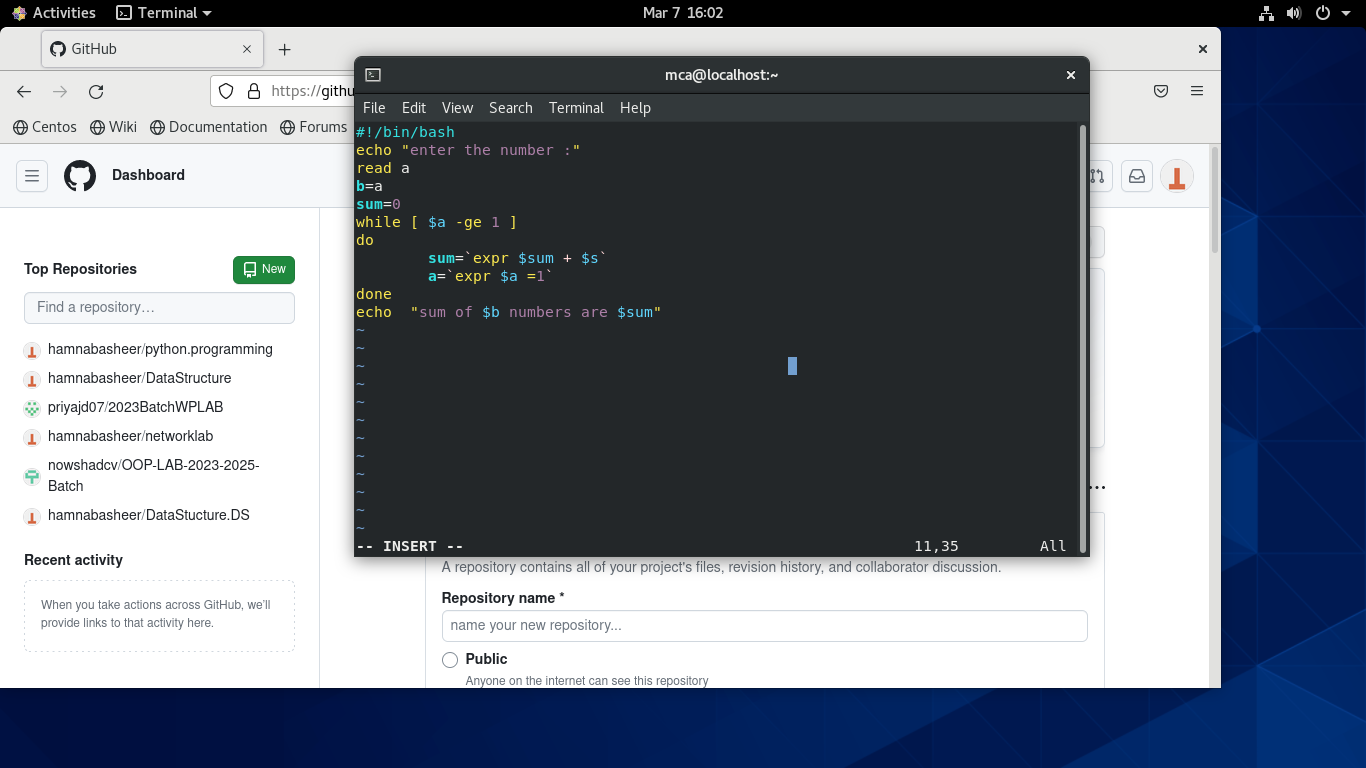 Activities Terminal Mar 7 16:02
GitHub
https://githu
Centos Wiki Documentation Forums
Dashboard
Top Repositories
New
Find a repository…
hamnabasheer/python.programming
hamnabasheer/DataStructure
priyajd07/2023BatchWPLAB
hamnabasheer/networklab
nowshadcv/OOP-LAB-2023-2025-
Batch
hamnabasheer/DataStucture.DS
Recent activity
When you take actions across GitHub, we'll
provide links to that activity here.
mca@localhost:~
File Edit View Search Terminal Help
#!/bin/bash
echo "enter the number :"
read a
b=a
sum=0
while [ $a -ge 1 ]
do
        sum=`expr $sum + $s`
        a=`expr $a =1`
done
echo  "sum of $b numbers are $sum"
~
~
~
~
~
~
~
~
~
~
~
~
-- INSERT -- 11,35 All
A repository contains all of your project's files, revision history, and collaborator discussion.
Repository name *
name your new repository...
Public
Anyone on the internet can see this repository